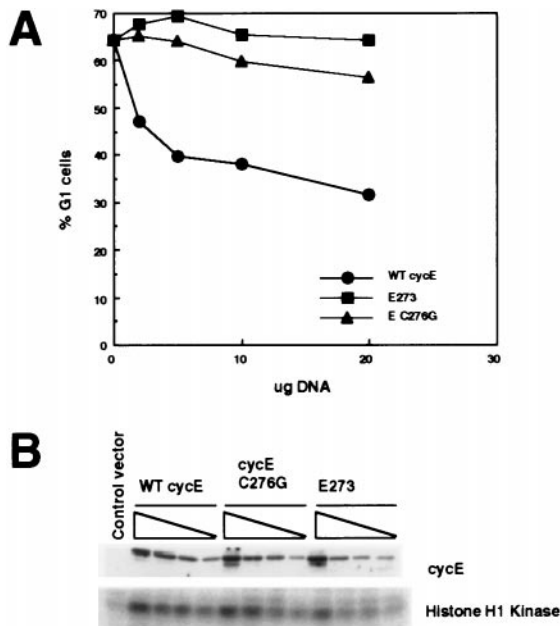 A
70
60
50
40
30
20
10
0
% G1 cells
WT cycE
E273
E C276G
0 10 20 30
ug DNA
B
Control vector
WT cycE
cycE
C276G
E273
cycE
Histone H1 Kinase